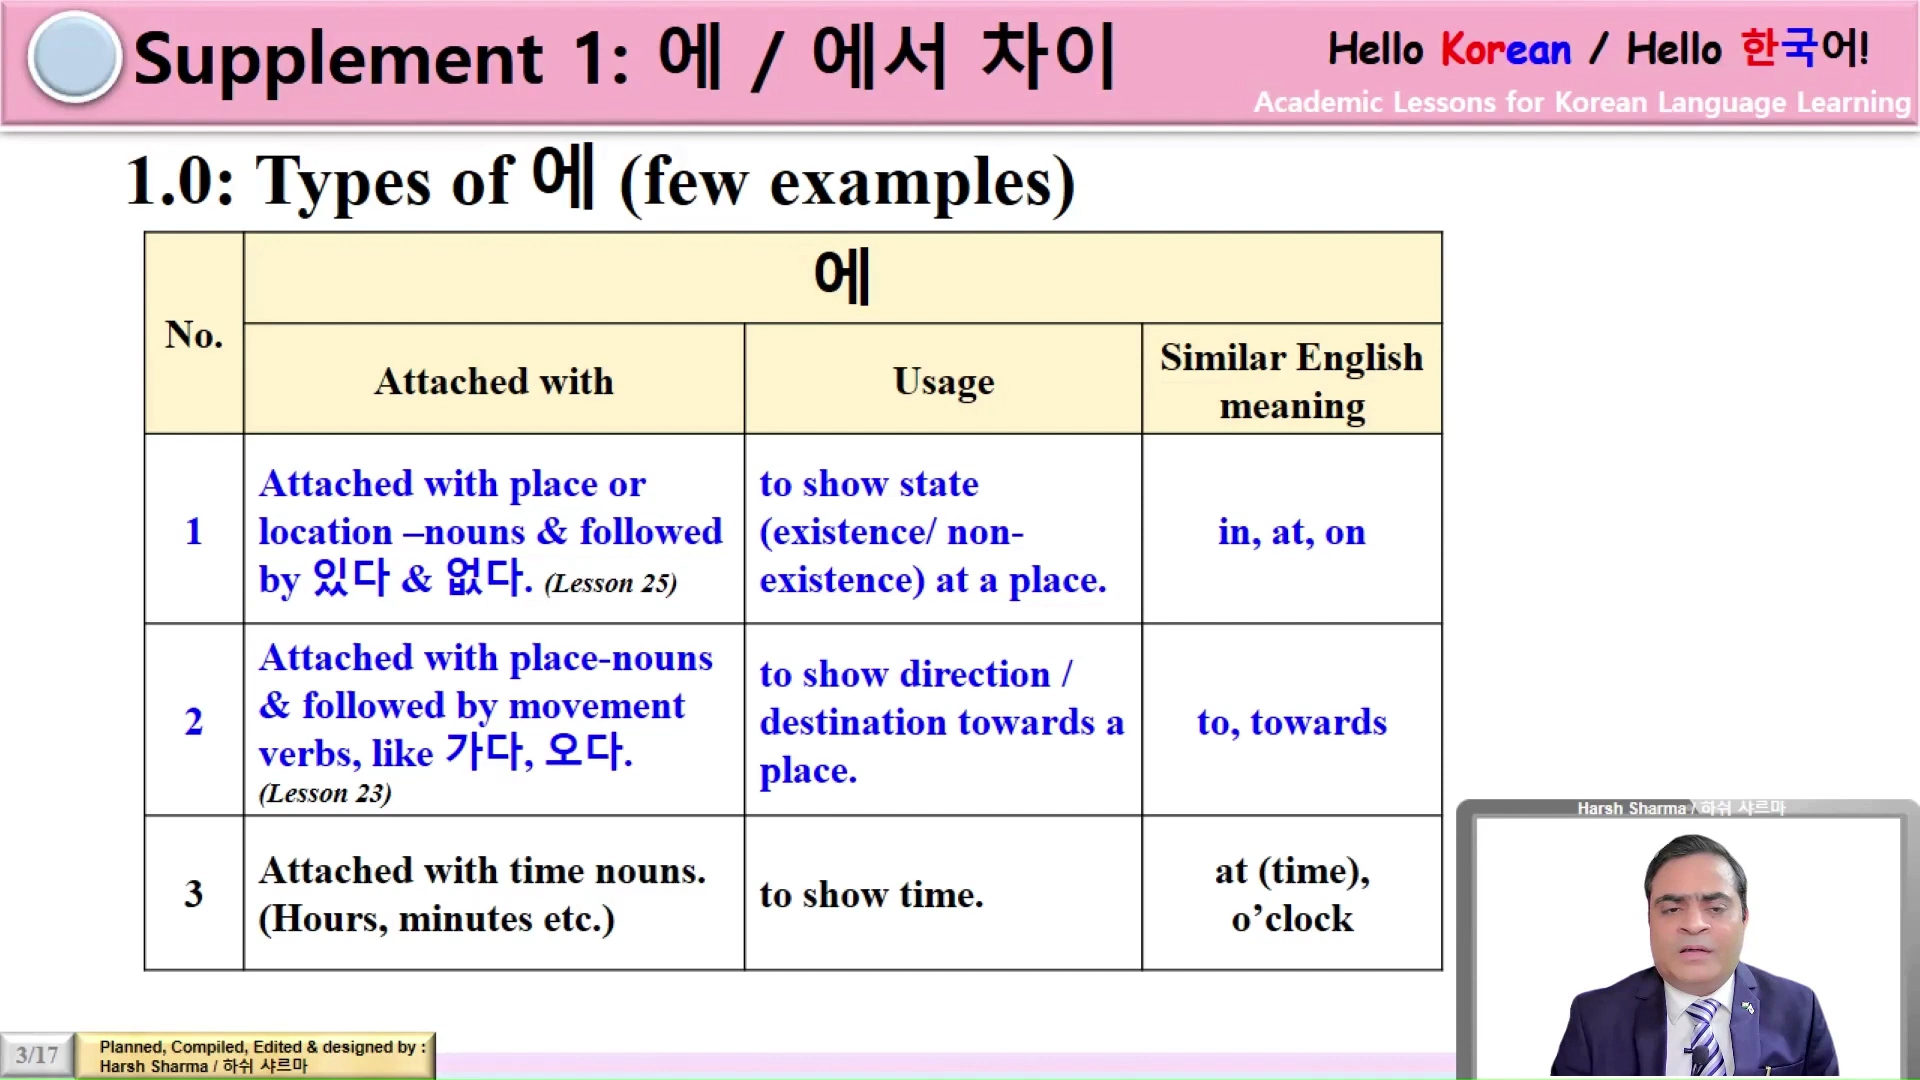 Supplement 1: 에 / 에서 차이
Hello Korean / Hello 한국어!
Academic Lessons for Korean Language Learning
1.0: Types of 에 (few examples)
No.
에
Attached with
Usage
Similar English
meaning
1
Attached with place or
location –nouns & followed
by 있다 & 없다. (Lesson 25)
to show state
(existence/ non-
existence) at a place.
in, at, on
2
Attached with place-nouns
& followed by movement
verbs, like 가다, 오다.
(Lesson 23)
to show direction /
destination towards a
place.
to, towards
3
Attached with time nouns.
(Hours, minutes etc.)
to show time.
at (time),
o’clock
Harsh Sharma / 하쉬 샤르마
3/17
Planned, Compiled, Edited & designed by :
Harsh Sharma / 하쉬 샤르마